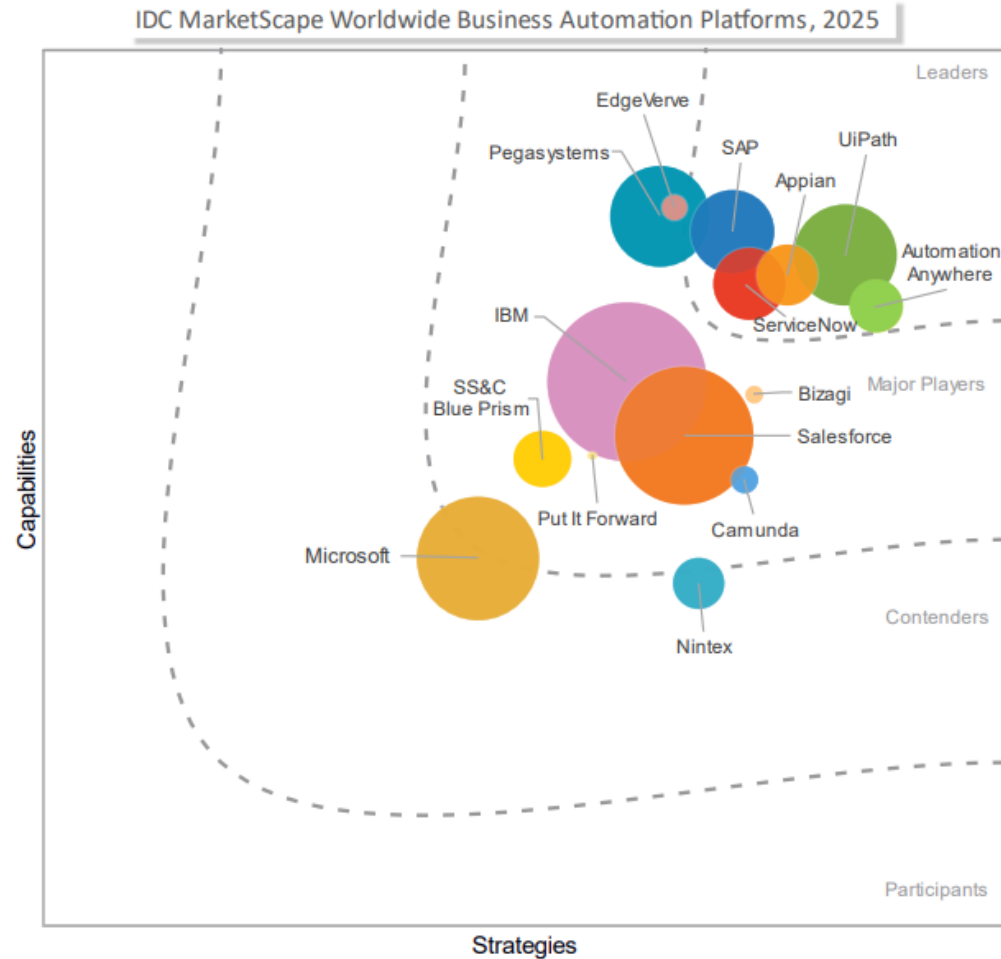 IDC MarketScape Worldwide Business Automation Platforms, 2025
Leaders
EdgeVerve
Pegasystems
SAP
UiPath
Appian
Automation
Anywhere
ServiceNow
IBM
SS&C
Blue Prism
Major Players
Bizagi
Salesforce
Put It Forward
Camunda
Microsoft
Contenders
Nintex
Participants
Capabilities
Strategies